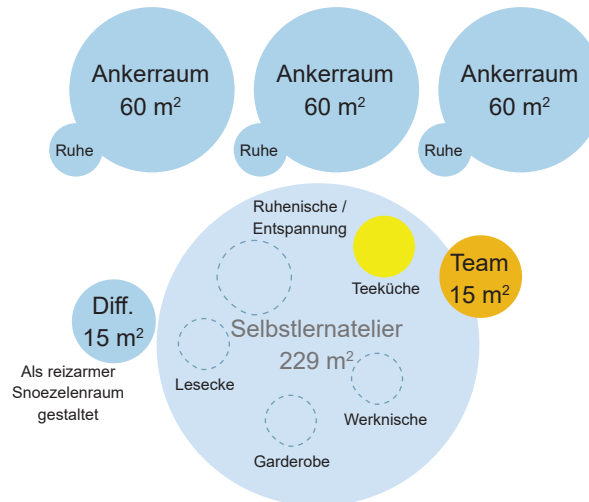 Ankerraum
60 m²
Ankerraum
60 m²
Ankerraum
60 m²
Ruhe
Ruhe
Ruhe
Ruhenische /
Entspannung
Teeküche
Team
15 m²
Diff.
15 m²
Als reizarmer
Snoezelenraum
gestaltet
Selbstlernatelier
229 m²
Lesecke
Werknische
Garderobe